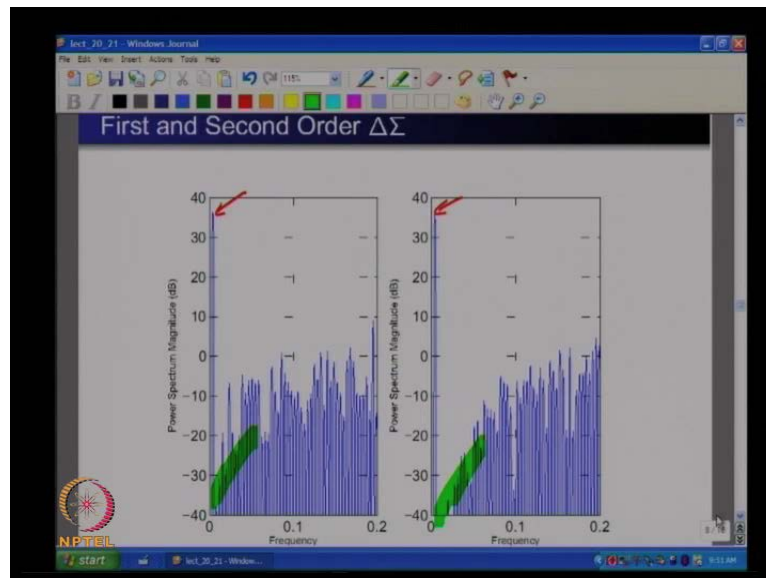 lect_20_21 - Windows Journal
File Edit View Insert Actions Tools Help
115%
B I
First and Second Order ΔΣ
40
30
20
10
0
-10
-20
-30
-40
Power Spectrum Magnitude (dB)
0 0.1 0.2
Frequency
40
30
20
10
0
-10
-20
-30
-40
Power Spectrum Magnitude (dB)
0 0.1 0.2
Frequency
NPTEL
start
lect_20_21 - Window...
9:51 AM